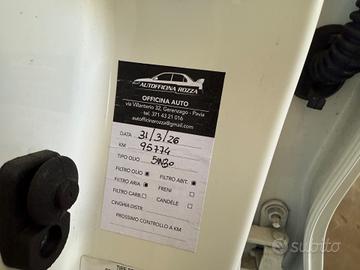 AUTOFFICINA ROZZA
OFFICINA AUTO
via Villanterio 32, Gerenzago - Pavia
tel. 371 43 21 016
autofficinarozza@gmail.com
DATA 31/3/26
KM 95774
TIPO OLIO 5W30
FILTRO OLIO FILTRO ABIT.
FILTRO ARIA FRENI
FILTRO CARB. CANDELE
CINGHIA DISTR.
PROSSIMO CONTROLLO A KM
subito